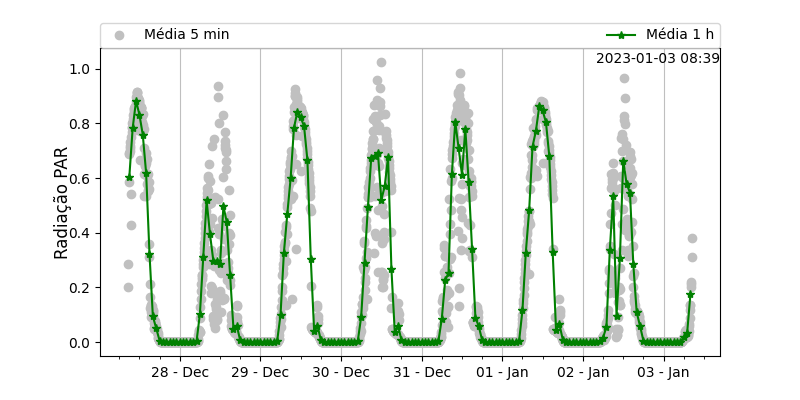 Média 5 min
Média 1 h
2023-01-03 08:39
Radiação PAR
1.0
0.8
0.6
0.4
0.2
0.0
28 - Dec
29 - Dec
30 - Dec
31 - Dec
01 - Jan
02 - Jan
03 - Jan